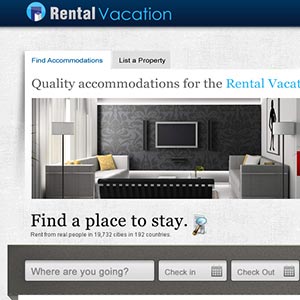 Rental Vacation
Find Accommodations List a Property
Quality accommodations for the Rental Vacat
Find a place to stay.
Rent from real people in 19,732 cities in 192 countries.
Where are you going? Check in Check Out